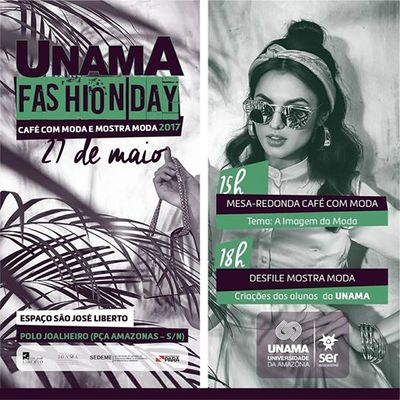 UNAMA
FASHION DAY
CAFÉ COM MODA E MOSTRA MODA 2017
27 de maio
ESPAÇO SÃO JOSÉ LIBERTO
POLO JOALHEIRO (PÇA AMAZONAS - S/N)
SEDEME
PARÁ
15h
MESA-REDONDA CAFÉ COM MODA
Tema: A Imagem da Moda
18h
DESFILE MOSTRA MODA
Criações dos alunos da UNAMA
UNAMA
UNIVERSIDADE
DA AMAZÔNIA
ser
educacional